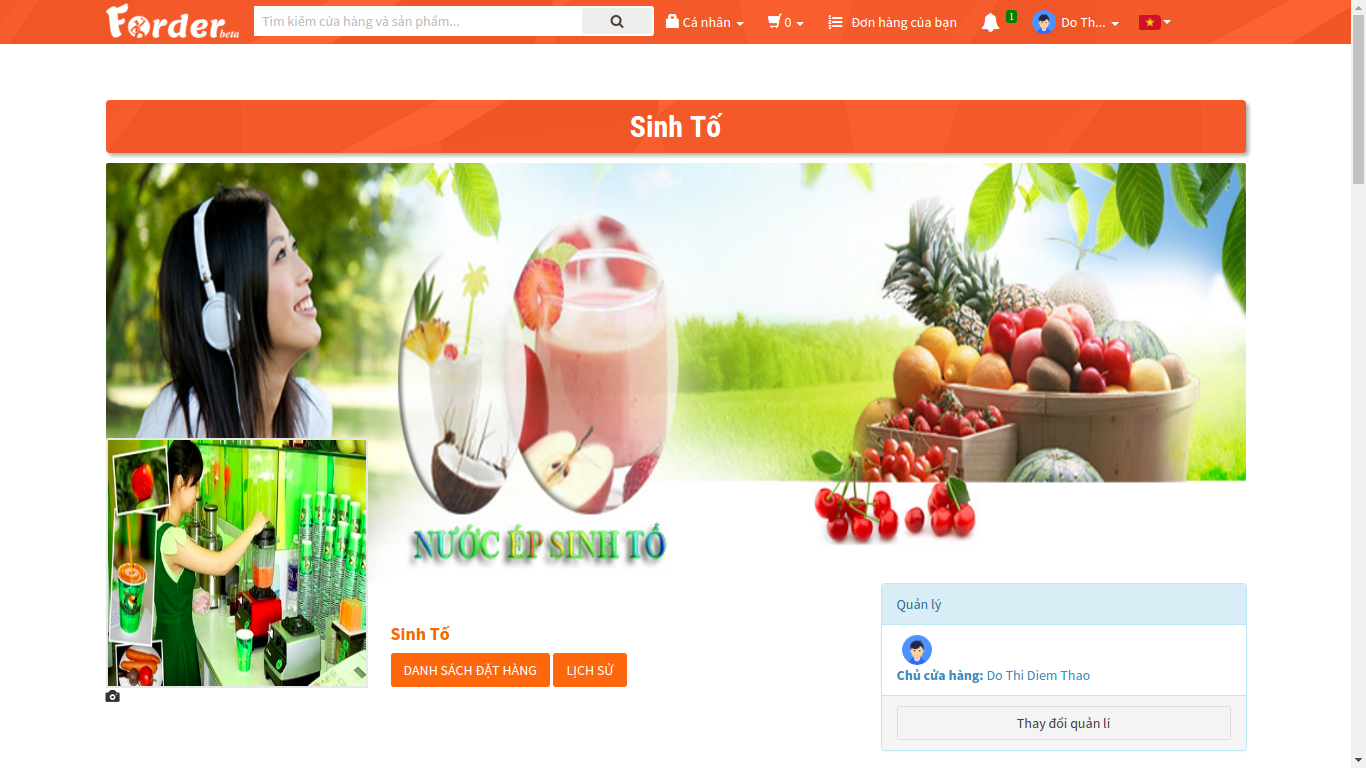 Forder beta
Tìm kiếm cửa hàng và sản phẩm...
Cá nhân
0
Đơn hàng của bạn
1
Do Th...
Sinh Tố
NƯỚC ÉP SINH TỐ
Sinh Tố
DANH SÁCH ĐẶT HÀNG
LỊCH SỬ
Quản lý
Chủ cửa hàng: Do Thi Diem Thao
Thay đổi quản lí